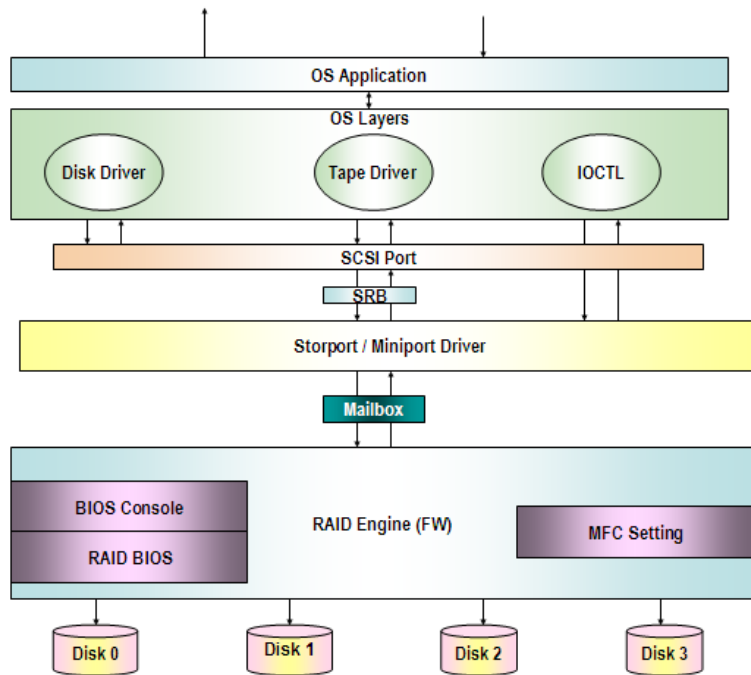 OS Application
OS Layers
Disk Driver
Tape Driver
IOCTL
SCSI Port
SRB
Storport / Miniport Driver
Mailbox
BIOS Console
RAID Engine (FW)
MFC Setting
RAID BIOS
Disk 0
Disk 1
Disk 2
Disk 3